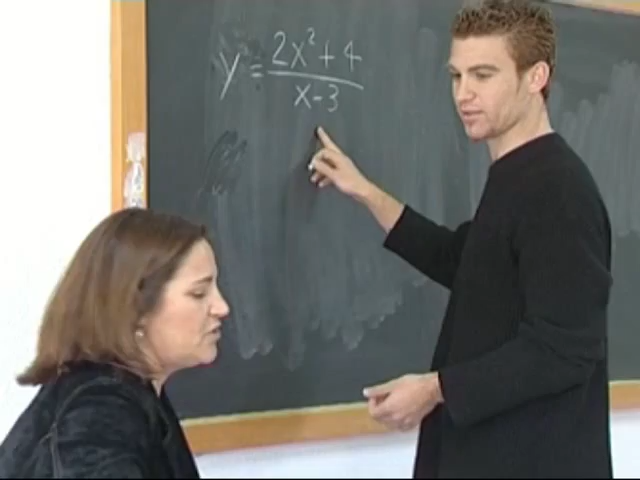 y = 2x² + 4
x - 3